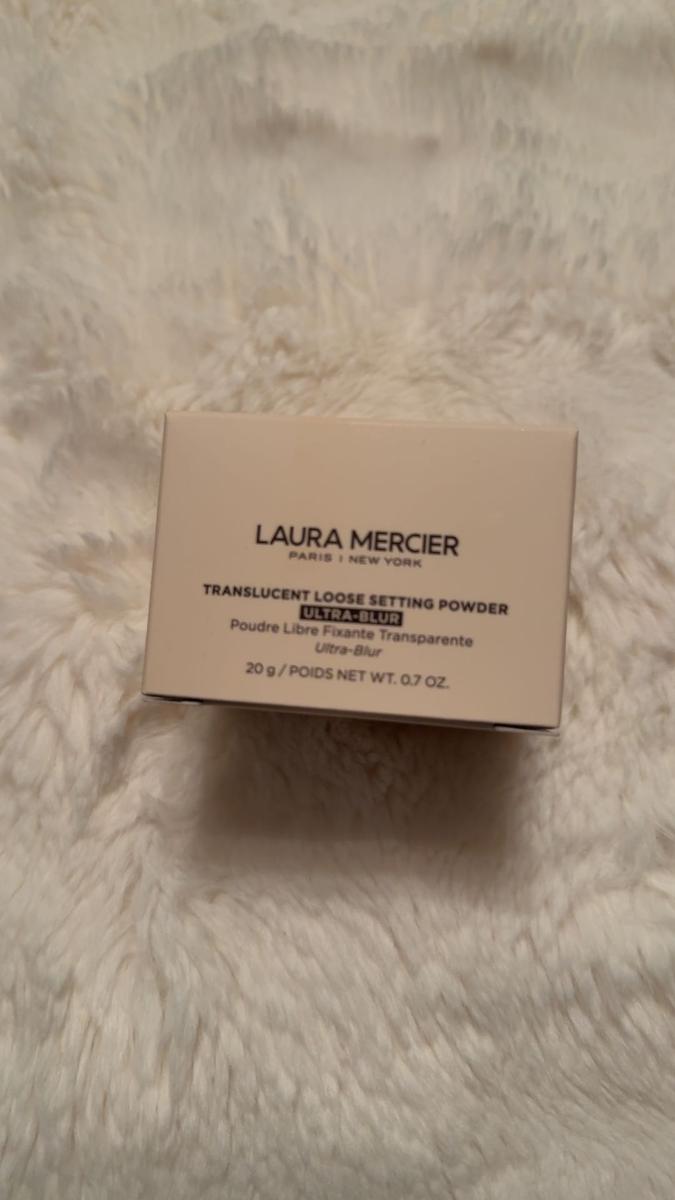 LAURA MERCIER
PARIS | NEW YORK
TRANSLUCENT LOOSE SETTING POWDER
ULTRA-BLUR
Poudre Libre Fixante Transparente
Ultra-Blur
20 g / POIDS NET WT. 0.7 OZ.